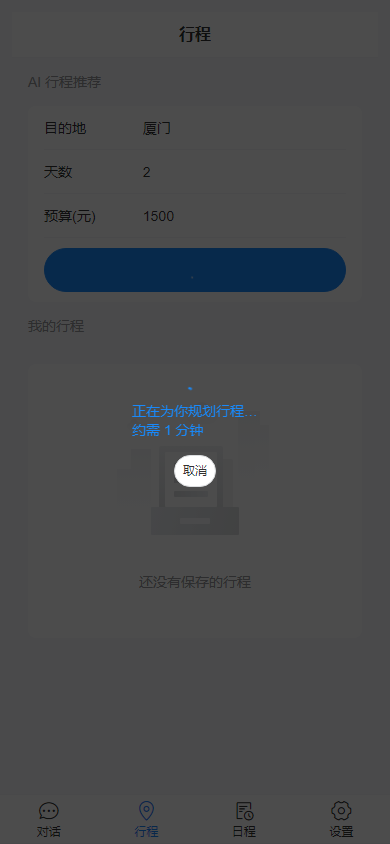 行程
AI 行程推荐
目的地 厦门
天数 2
预算(元) 1500
我的行程
正在为你规划行程...
约需 1 分钟
取消
还没有保存的行程
对话 行程 日程 设置